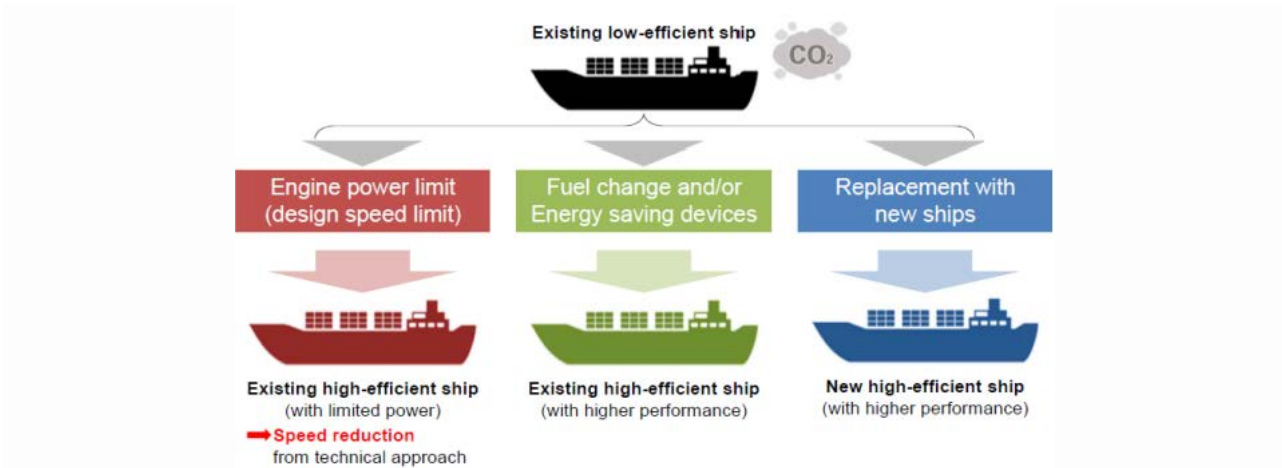 Existing low-efficient ship
CO₂
Engine power limit
(design speed limit)
Fuel change and/or
Energy saving devices
Replacement with
new ships
Existing high-efficient ship
(with limited power)
Speed reduction
from technical approach
Existing high-efficient ship
(with higher performance)
New high-efficient ship
(with higher performance)